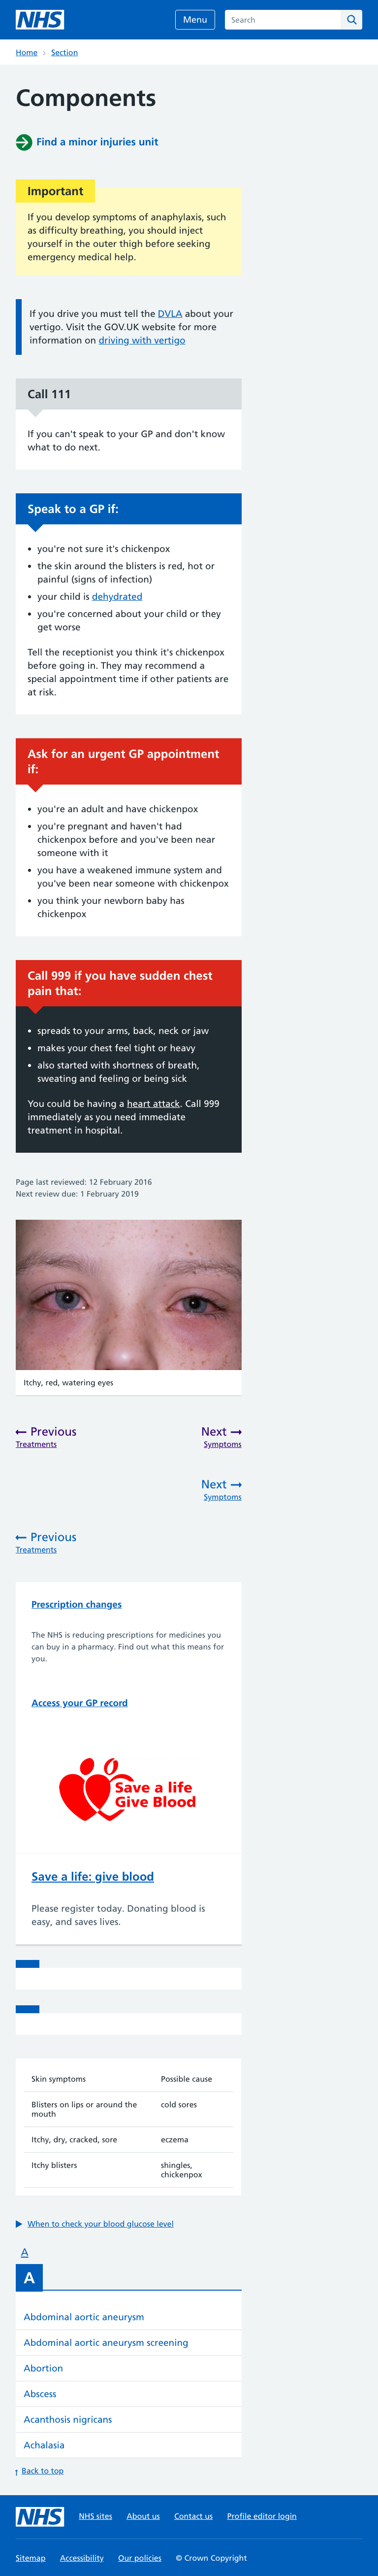 NHS
Menu
Search
Home
Section
Components
Find a minor injuries unit
Important
If you develop symptoms of anaphylaxis, such
as difficulty breathing, you should inject
yourself in the outer thigh before seeking
emergency medical help.
If you drive you must tell the DVLA about your
vertigo. Visit the GOV.UK website for more
information on driving with vertigo
Call 111
If you can't speak to your GP and don't know
what to do next.
Speak to a GP if:
• you're not sure it's chickenpox
• the skin around the blisters is red, hot or
painful (signs of infection)
• your child is dehydrated
• you're concerned about your child or they
get worse
Tell the receptionist you think it's chickenpox
before going in. They may recommend a
special appointment time if other patients are
at risk.
Ask for an urgent GP appointment
if:
• you're an adult and have chickenpox
• you're pregnant and haven't had
chickenpox before and you've been near
someone with it
• you have a weakened immune system and
you've been near someone with chickenpox
• you think your newborn baby has
chickenpox
Call 999 if you have sudden chest
pain that:
• spreads to your arms, back, neck or jaw
• makes your chest feel tight or heavy
• also started with shortness of breath,
sweating and feeling or being sick
You could be having a heart attack. Call 999
immediately as you need immediate
treatment in hospital.
Page last reviewed: 12 February 2016
Next review due: 1 February 2019
Itchy, red, watering eyes
Previous
Treatments
Next
Symptoms
Next
Symptoms
Previous
Treatments
Prescription changes
The NHS is reducing prescriptions for medicines you
can buy in a pharmacy. Find out what this means for
you.
Access your GP record
Save a life
Give Blood
Save a life: give blood
Please register today. Donating blood is
easy, and saves lives.
Skin symptoms Possible cause
Blisters on lips or around the cold sores
mouth
Itchy, dry, cracked, sore eczema
Itchy blisters shingles,
chickenpox
When to check your blood glucose level
A
A
Abdominal aortic aneurysm
Abdominal aortic aneurysm screening
Abortion
Abscess
Acanthosis nigricans
Achalasia
↑ Back to top
NHS
NHS sites
About us
Contact us
Profile editor login
Sitemap
Accessibility
Our policies
© Crown Copyright